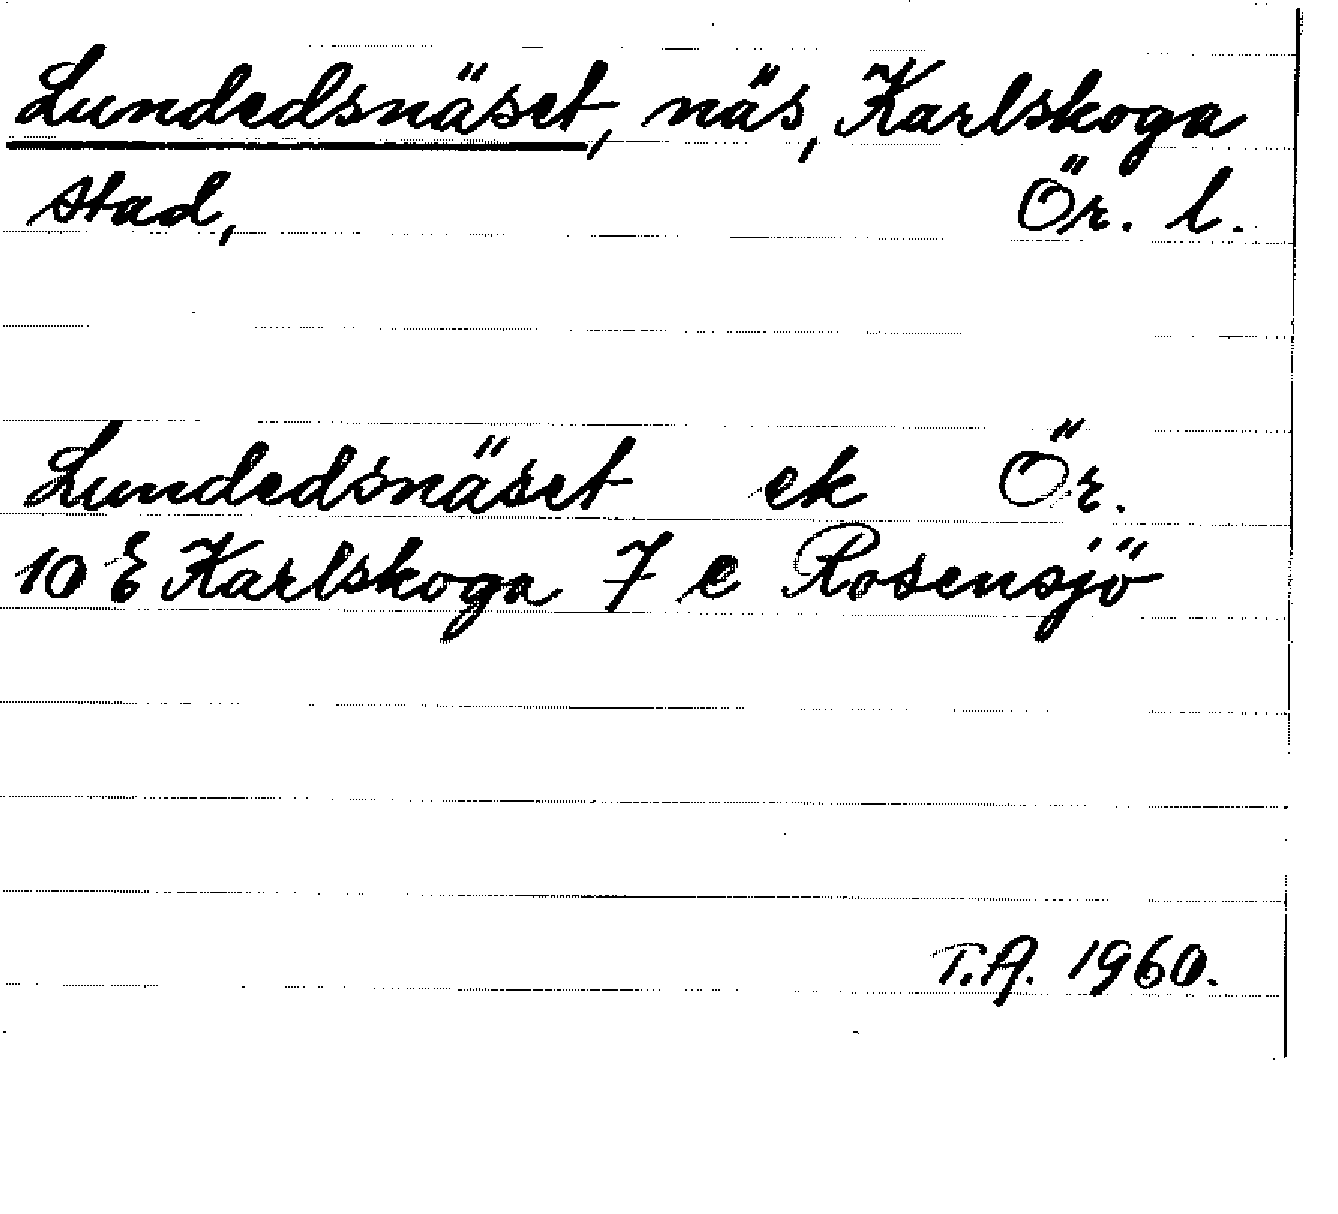 Lundedsnäset, näs, Karlskoga
stad, Ör. l.
Lundedsnäset ek Ör.
10 E Karlskoga 7 e Rosensjö
T.A. 1960.